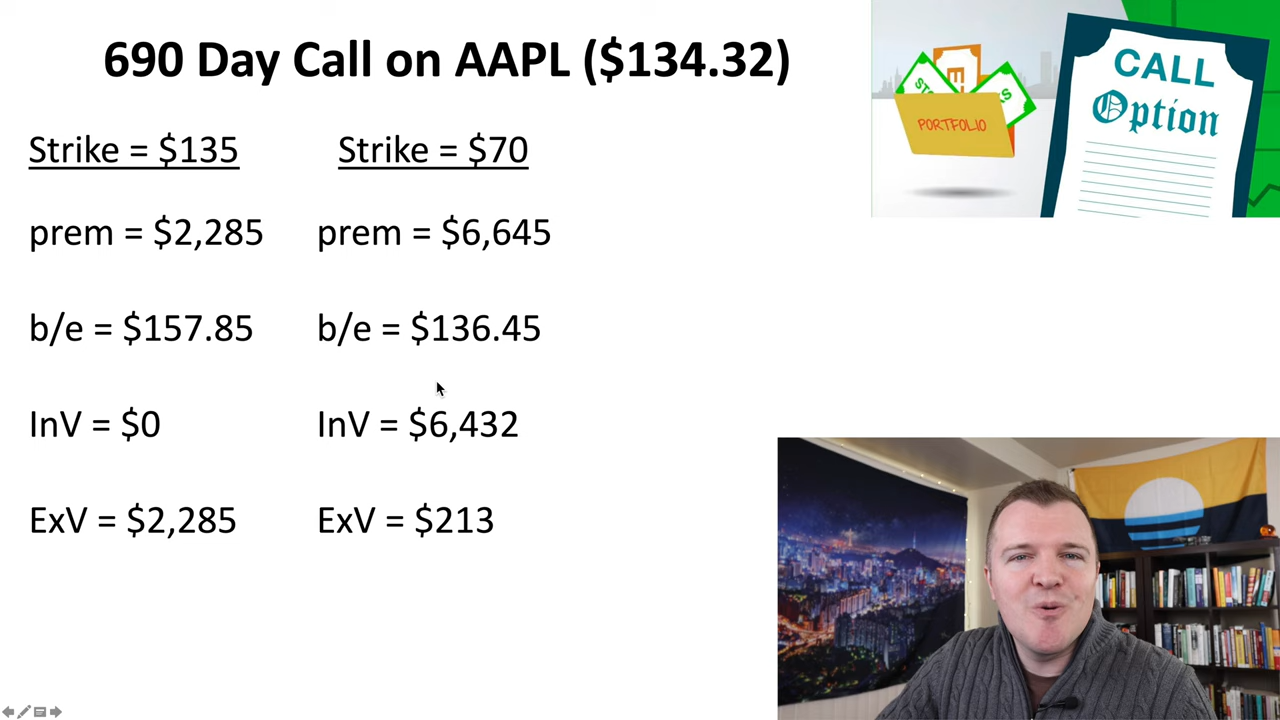 690 Day Call on AAPL ($134.32)
Strike = $135
Strike = $70
prem = $2,285
prem = $6,645
b/e = $157.85
b/e = $136.45
InV = $0
InV = $6,432
ExV = $2,285
ExV = $213
PORTFOLIO
CALL
Option